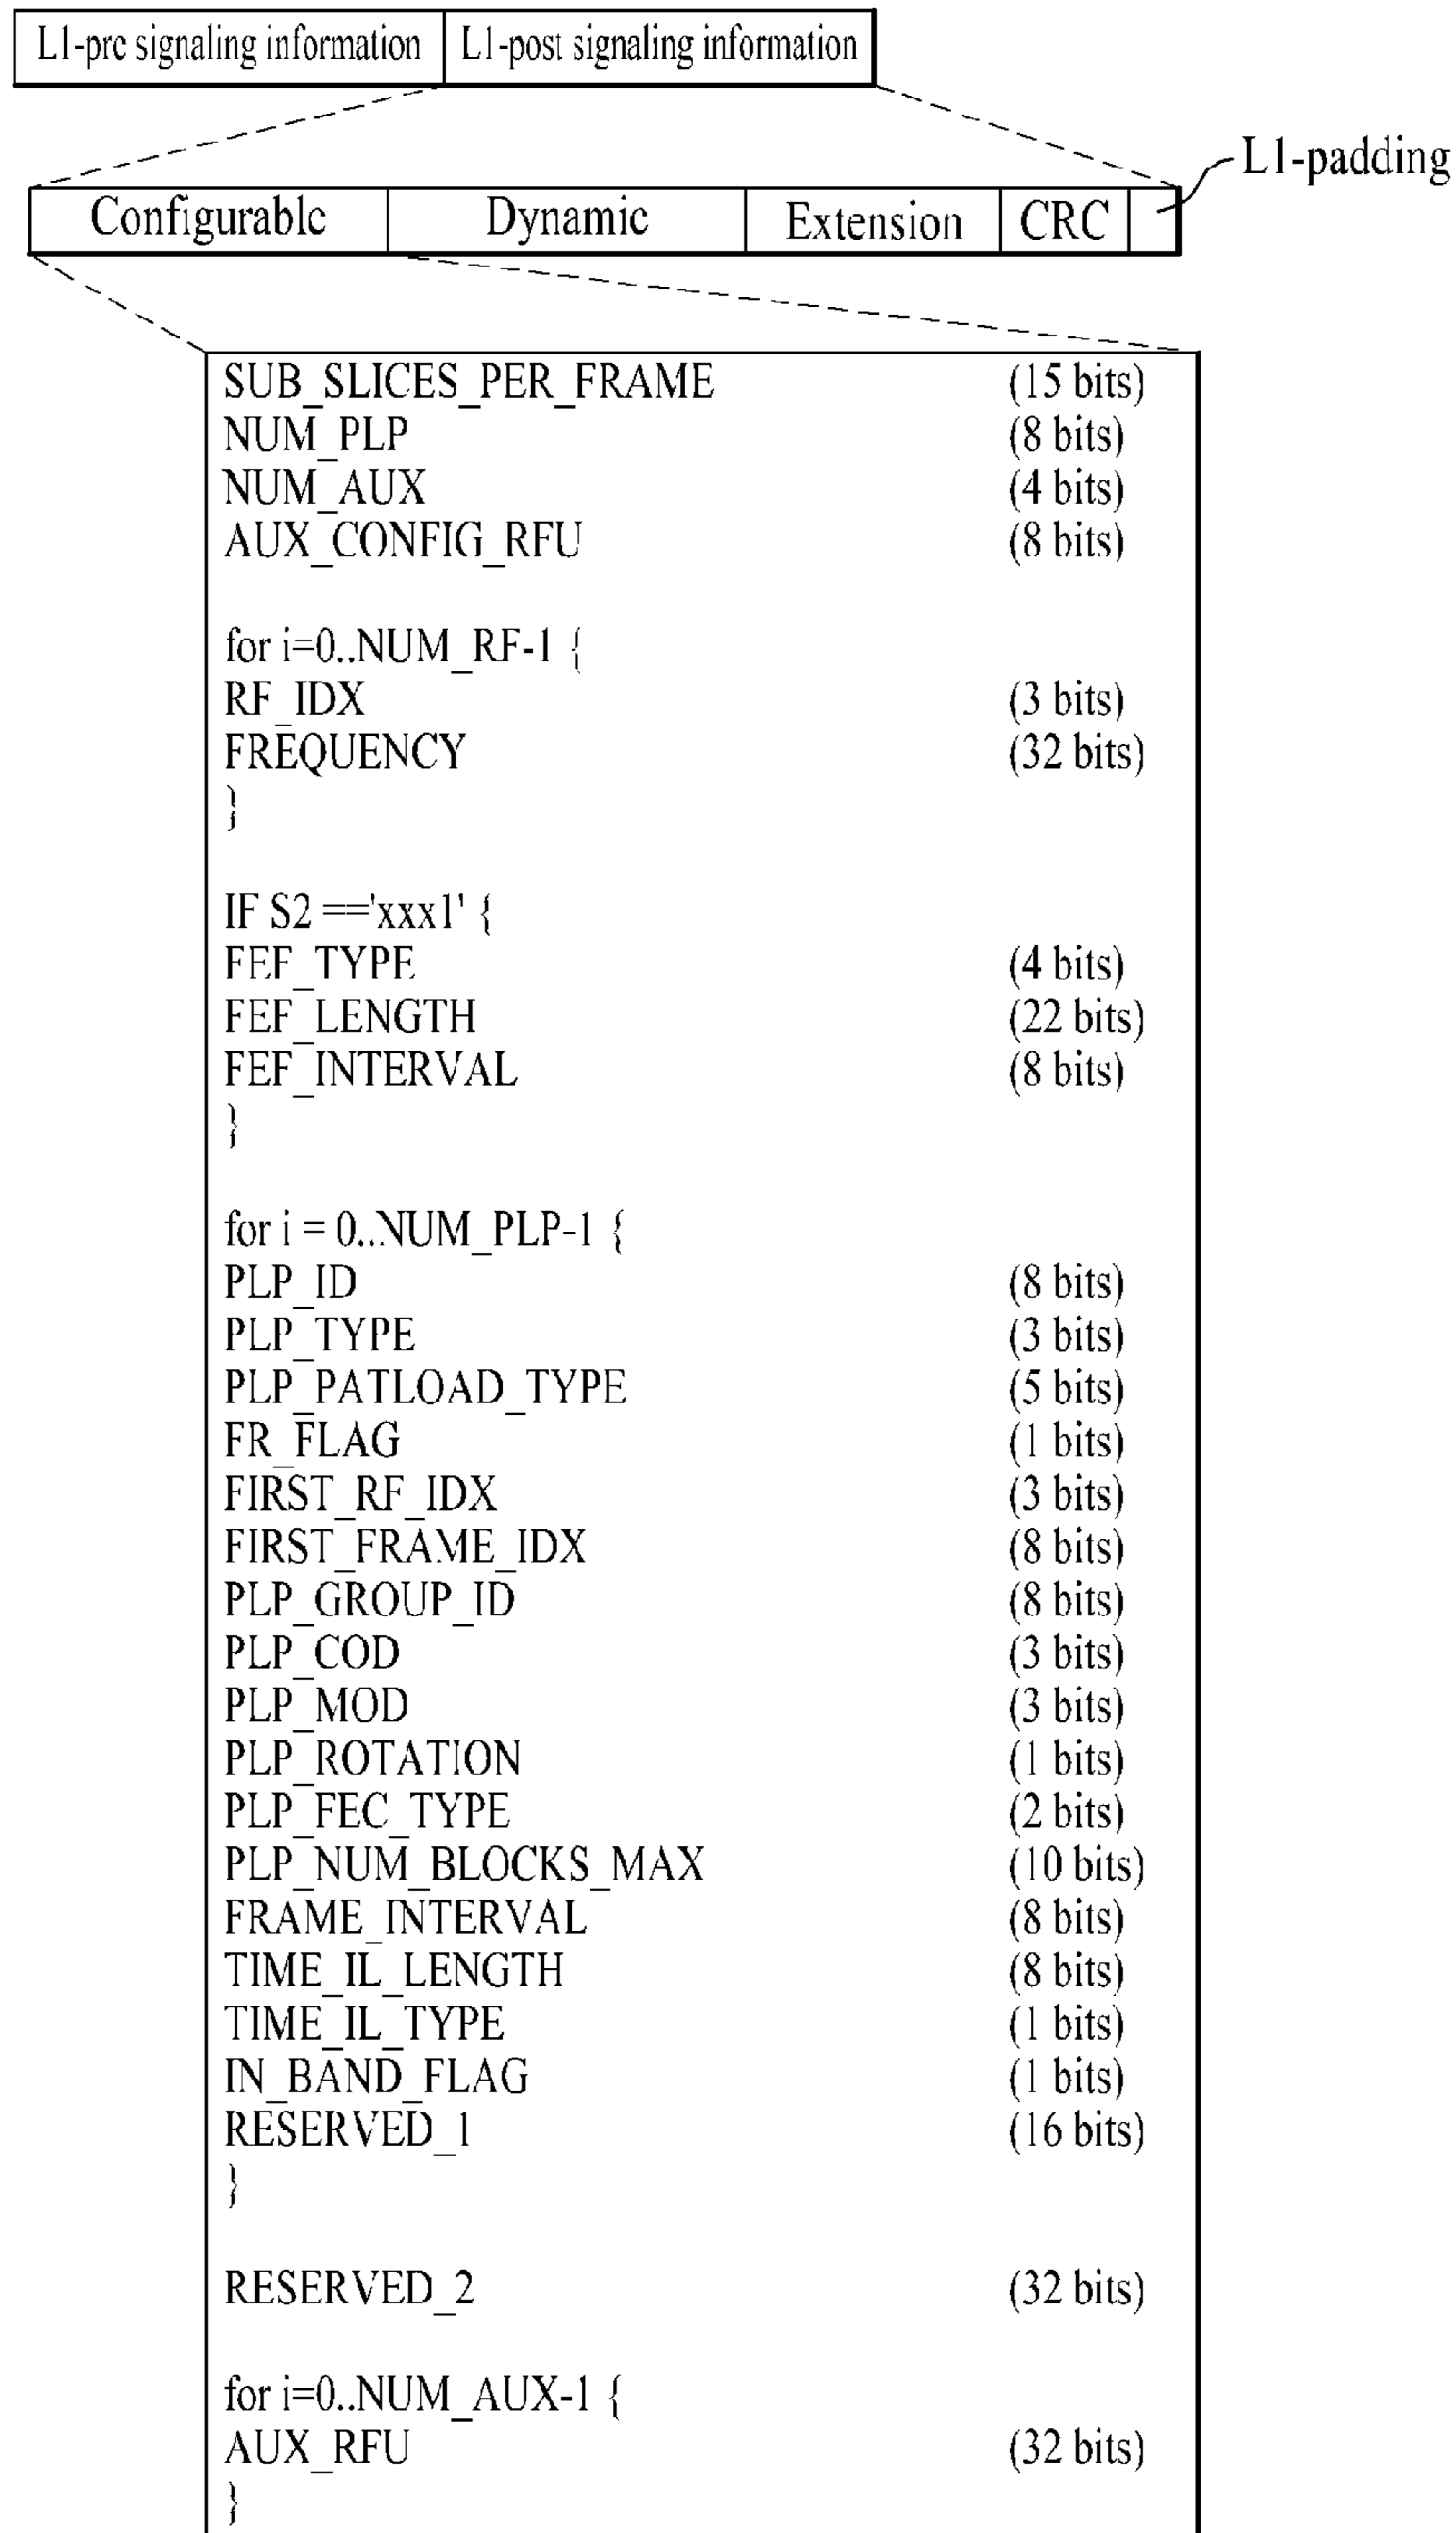 L1-pre signaling information L1-post signaling information
L1-padding
Configurable Dynamic Extension CRC
SUB_SLICES_PER_FRAME (15 bits)
NUM_PLP (8 bits)
NUM_AUX (4 bits)
AUX_CONFIG_RFU (8 bits)
for i=0..NUM_RF-1 {
RF_IDX (3 bits)
FREQUENCY (32 bits)
}
IF S2 =='xxx1' {
FEF_TYPE (4 bits)
FEF_LENGTH (22 bits)
FEF_INTERVAL (8 bits)
}
for i = 0..NUM_PLP-1 {
PLP_ID (8 bits)
PLP_TYPE (3 bits)
PLP_PATLOAD_TYPE (5 bits)
FR_FLAG (1 bits)
FIRST_RF_IDX (3 bits)
FIRST_FRAME_IDX (8 bits)
PLP_GROUP_ID (8 bits)
PLP_COD (3 bits)
PLP_MOD (3 bits)
PLP_ROTATION (1 bits)
PLP_FEC_TYPE (2 bits)
PLP_NUM_BLOCKS_MAX (10 bits)
FRAME_INTERVAL (8 bits)
TIME_IL_LENGTH (8 bits)
TIME_IL_TYPE (1 bits)
IN_BAND_FLAG (1 bits)
RESERVED_1 (16 bits)
}
RESERVED_2 (32 bits)
for i=0..NUM_AUX-1 {
AUX_RFU (32 bits)
}